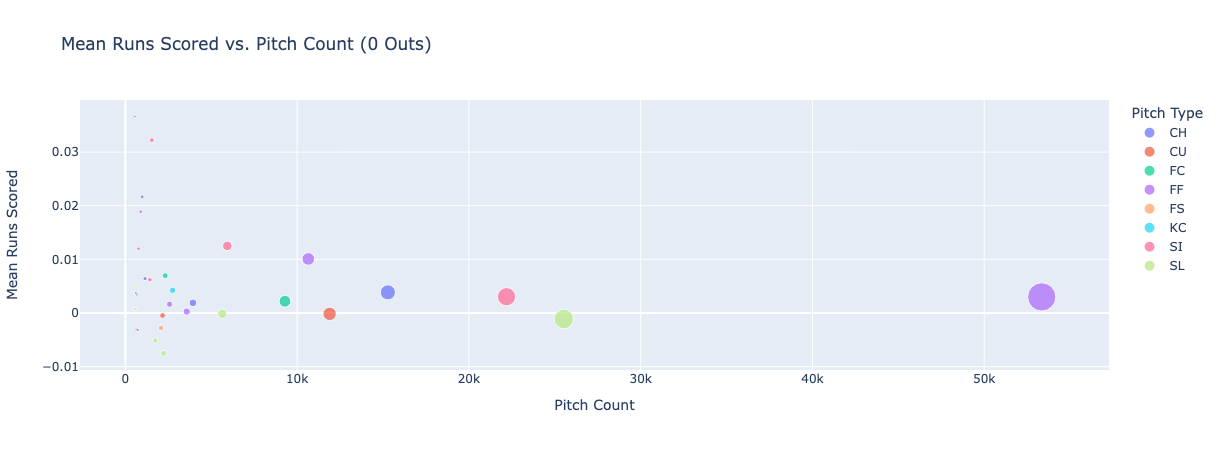 Mean Runs Scored vs. Pitch Count (0 Outs)
Mean Runs Scored
0.03
0.02
0.01
0
−0.01
0
10k
20k
30k
40k
50k
Pitch Count
Pitch Type
CH
CU
FC
FF
FS
KC
SI
SL